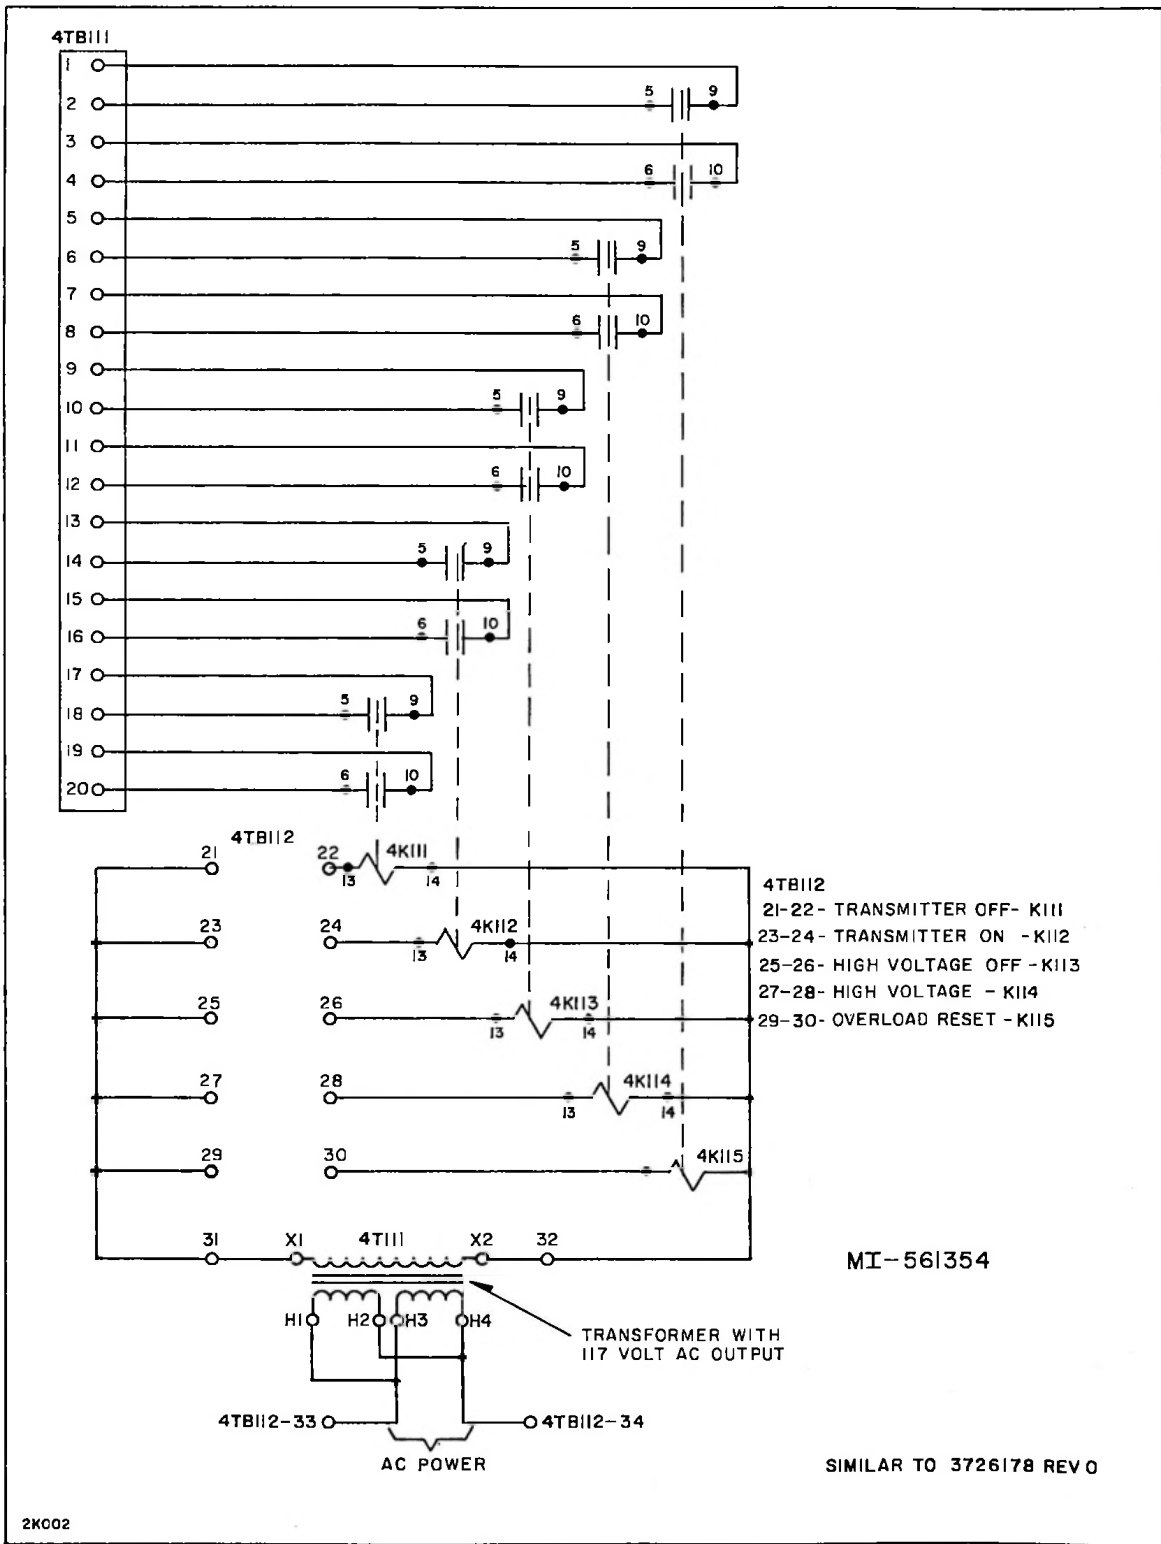 4TB111
1
5 9
2
3
6 10
4
5
5 9
6
7
6 10
8
9
5 9
10
11
6 10
12
13
5 9
14
15
6 10
16
17
5 9
18
19
6 10
20
4TB112
21 22 4K111
13 14
4TB112
21-22- TRANSMITTER OFF- K111
23-24- TRANSMITTER ON -K112
25-26- HIGH VOLTAGE OFF -K113
27-28- HIGH VOLTAGE - K114
29-30- OVERLOAD RESET -K115
23 24 4K112
13 14
25 26 4K113
13 14
27 28 4K114
13 14
29 30 4K115
31 X1 4T111 X2 32
MI-561354
H1 H2 H3 H4
TRANSFORMER WITH
117 VOLT AC OUTPUT
4TB112-33 4TB112-34
AC POWER
SIMILAR TO 3726178 REV 0
2K002